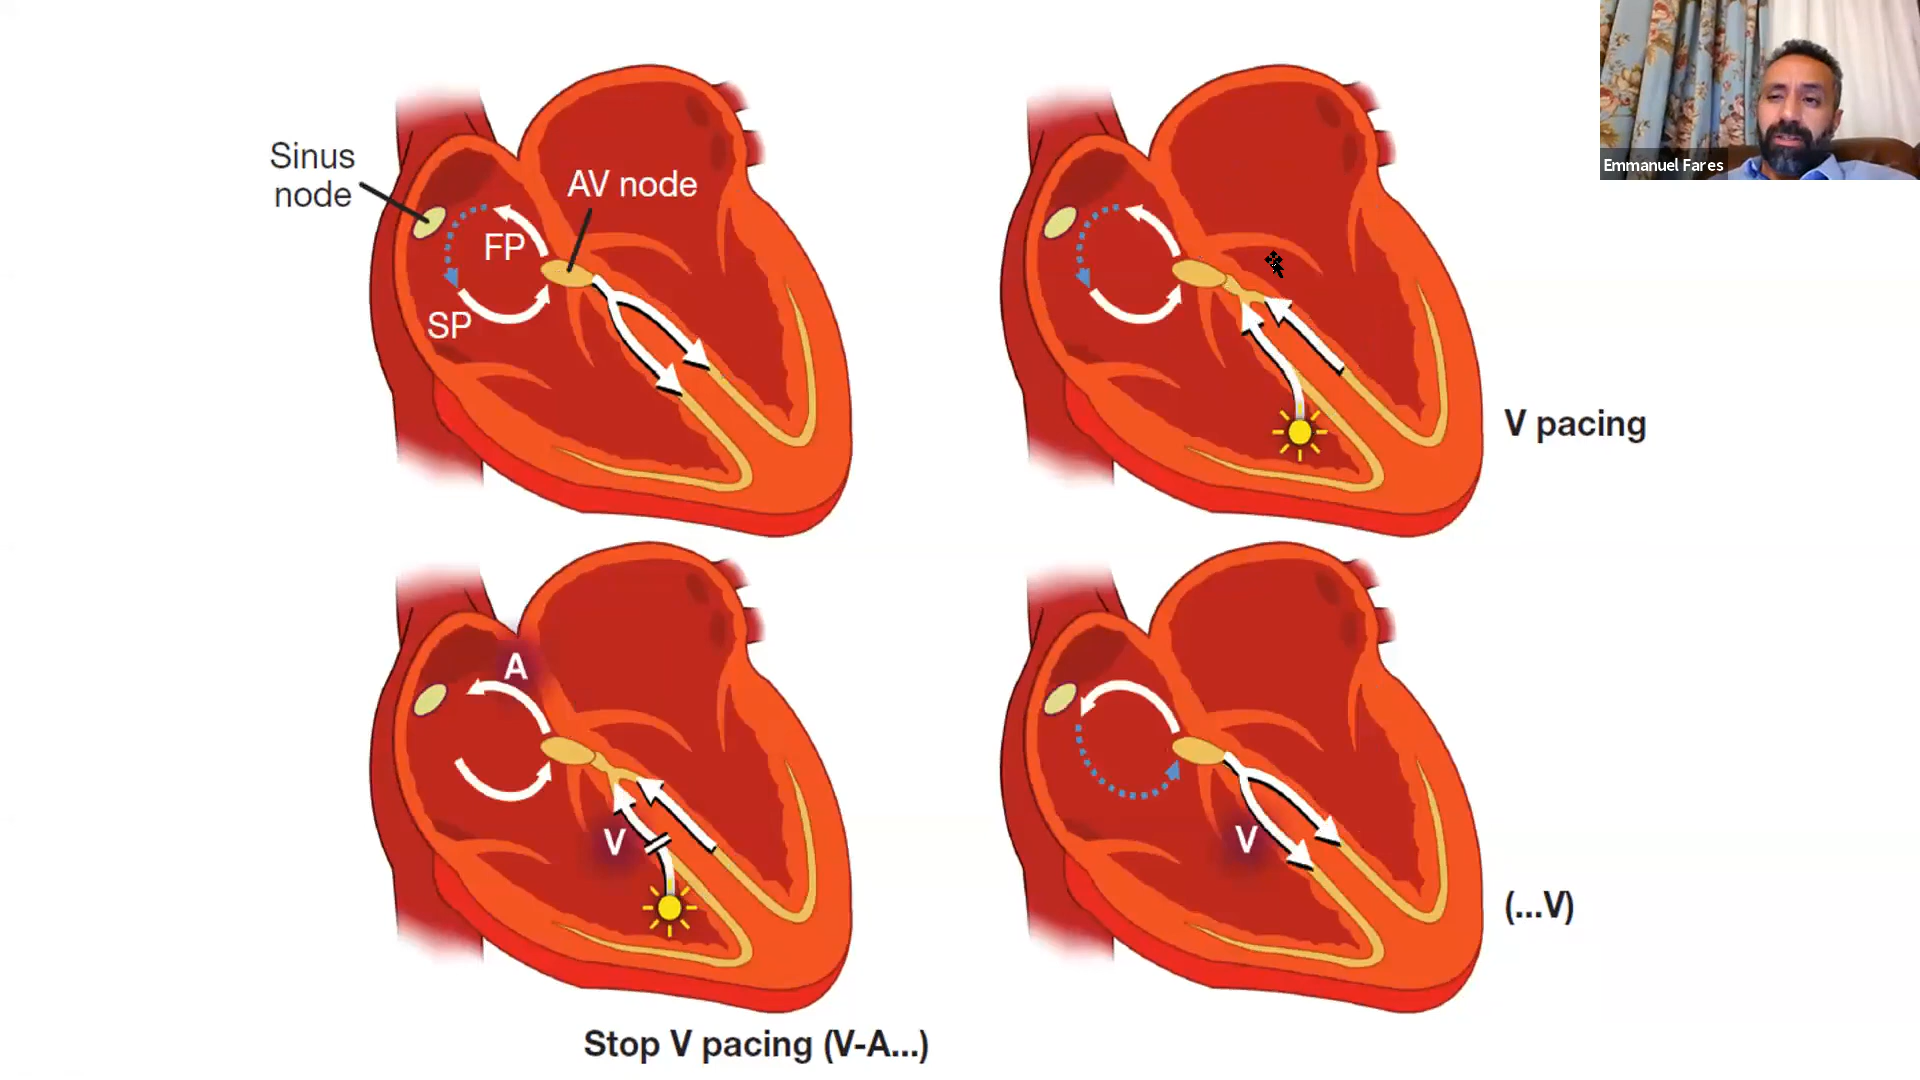 Sinus
node
AV node
FP
SP
Emmanuel Fares
V pacing
A
V
Stop V pacing (V-A...)
V
(...V)